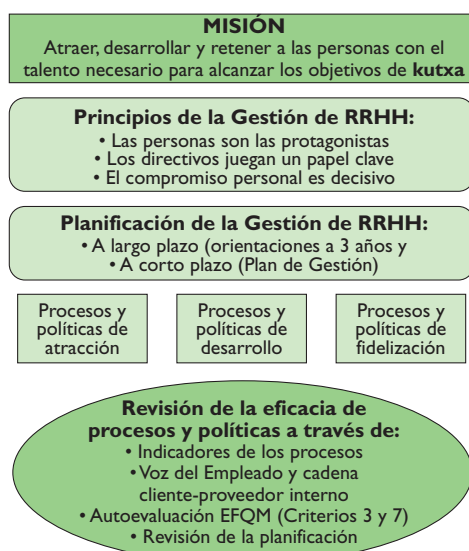 MISIÓN
Atraer, desarrollar y retener a las personas con el
talento necesario para alcanzar los objetivos de kutxa
Principios de la Gestión de RRHH:
• Las personas son las protagonistas
• Los directivos juegan un papel clave
• El compromiso personal es decisivo
Planificación de la Gestión de RRHH:
• A largo plazo (orientaciones a 3 años y
• A corto plazo (Plan de Gestión)
Procesos y
políticas de
atracción
Procesos y
políticas de
desarrollo
Procesos y
políticas de
fidelización
Revisión de la eficacia de
procesos y políticas a través de:
• Indicadores de los procesos
• Voz del Empleado y cadena
cliente-proveedor interno
• Autoevaluación EFQM (Criterios 3 y 7)
• Revisión de la planificación